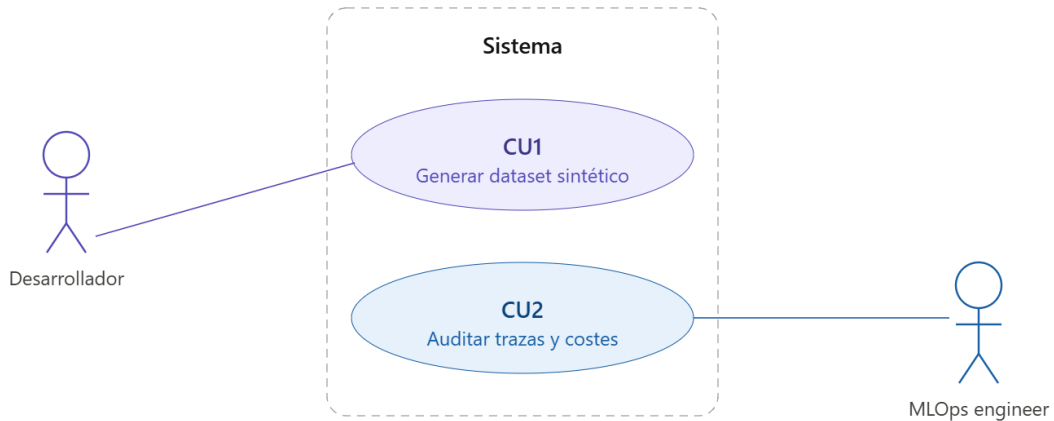 Sistema
CU1
Generar dataset sintético
Desarrollador
CU2
Auditar trazas y costes
MLOps engineer